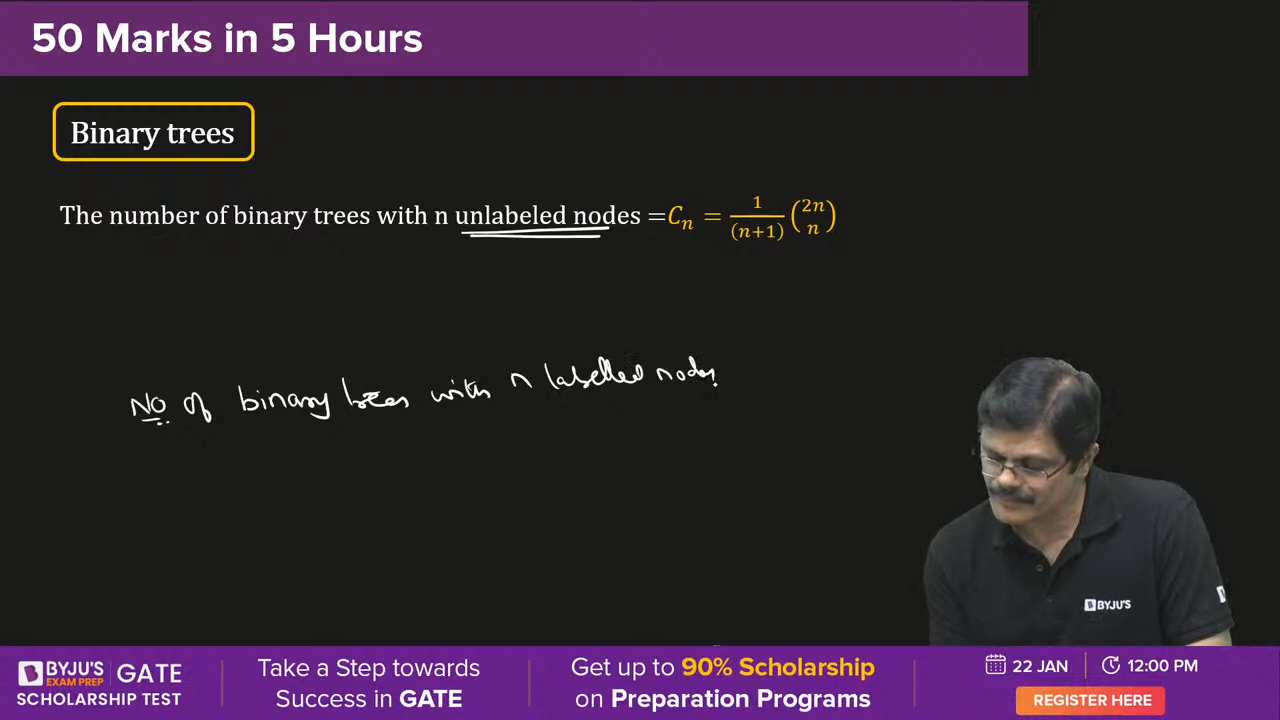 50 Marks in 5 Hours
Binary trees
The number of binary trees with n unlabeled nodes = C_n = 1/(n+1) (2n n)
NO of binary trees with n labelled nodes
BYJU'S
BYJU'S EXAM PREP | GATE
SCHOLARSHIP TEST
Take a Step towards
Success in GATE
Get up to 90% Scholarship
on Preparation Programs
22 JAN | 12:00 PM
REGISTER HERE